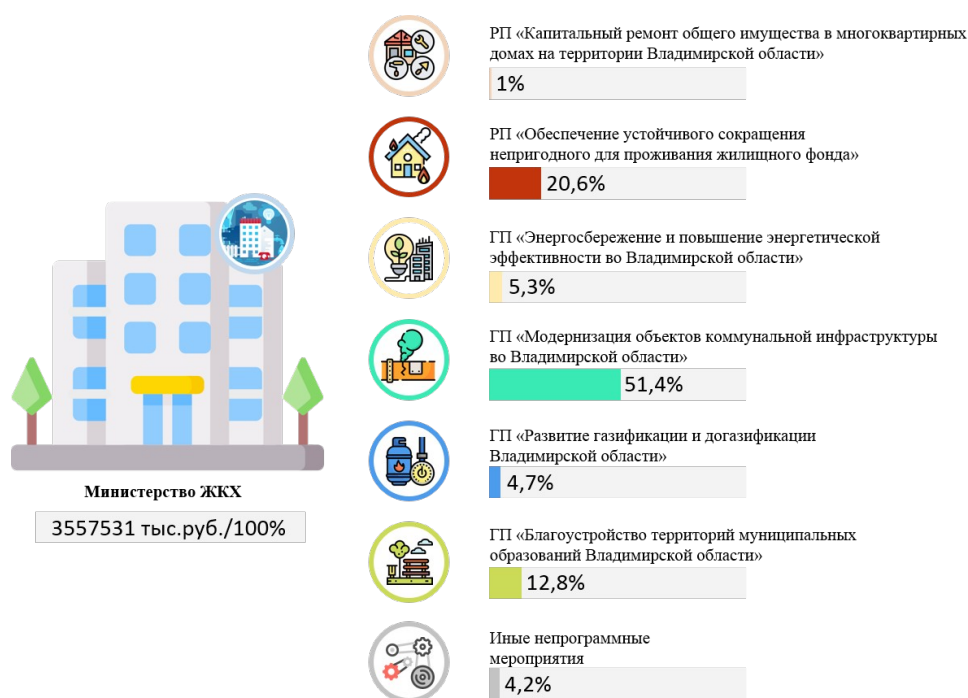 РП «Капитальный ремонт общего имущества в многоквартирных
домах на территории Владимирской области»
1%
РП «Обеспечение устойчивого сокращения
непригодного для проживания жилищного фонда»
20,6%
ГП «Энергосбережение и повышение энергетической
эффективности во Владимирской области»
5,3%
ГП «Модернизация объектов коммунальной инфраструктуры
во Владимирской области»
51,4%
ГП «Развитие газификации и догазификации
Владимирской области»
4,7%
Министерство ЖКХ
3557531 тыс.руб./100%
ГП «Благоустройство территорий муниципальных
образований Владимирской области»
12,8%
Иные непрограммные
мероприятия
4,2%